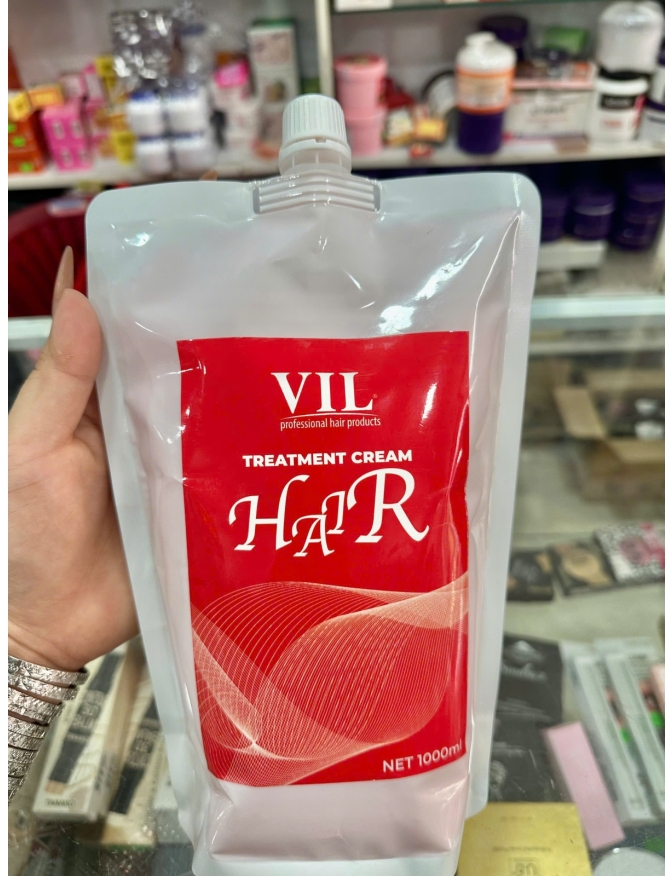 VIL
professional hair products
TREATMENT CREAM
HAIR
NET 1000ml